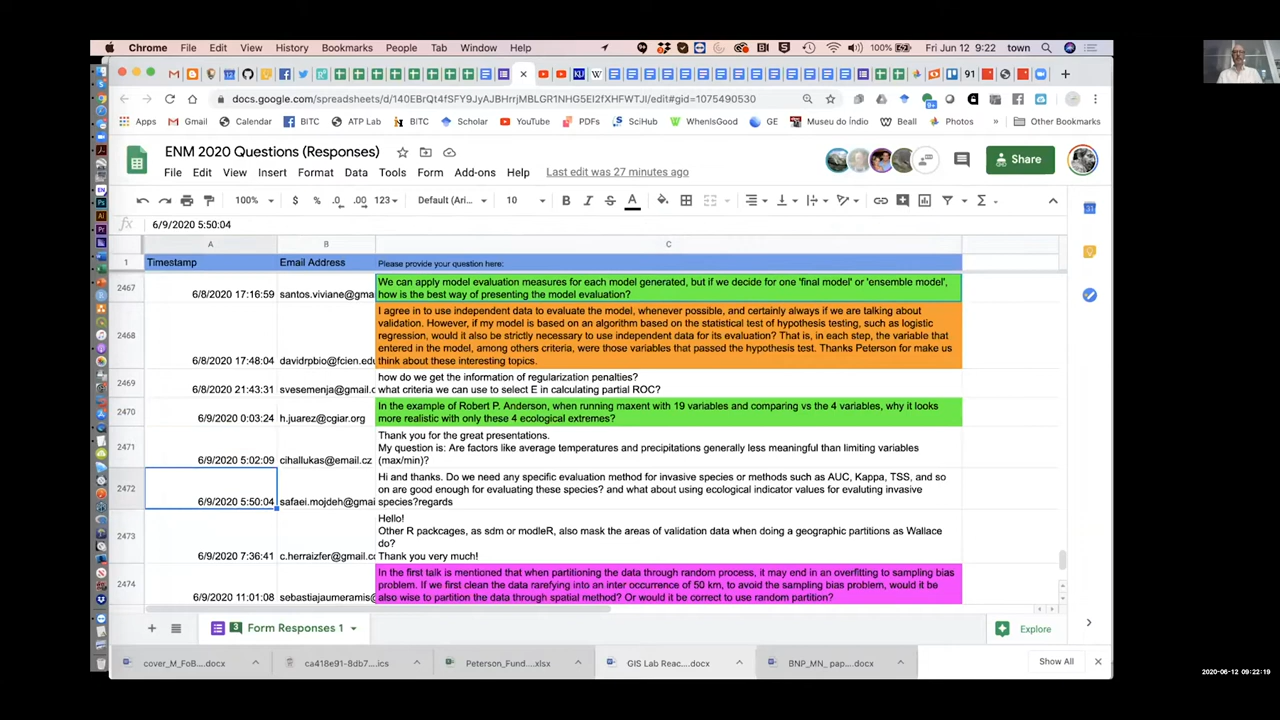 Chrome File Edit View History Bookmarks People Tab Window Help 100% Fri Jun 12 9:22 town
91
docs.google.com/spreadsheets/d/140EBrQt4fSFY9JyAJBHrrjMBLGR1NHG5EI2fXHFWTJI/edit#gid=1075490530
Apps Gmail Calendar BITC ATP Lab BITC Scholar YouTube PDFs SciHub WhenIsGood GE Museu do Índio Beall Photos » Other Bookmarks
ENM 2020 Questions (Responses)
File Edit View Insert Format Data Tools Form Add-ons Help Last edit was 27 minutes ago
Share
100% $ % .0 .00 123 Default (Ari... 10 B I S A
fx 6/9/2020 5:50:04
A B C
1 Timestamp Email Address Please provide your question here:
We can apply model evaluation measures for each model generated, but if we decide for one 'final model' or 'ensemble model',
how is the best way of presenting the model evaluation?
2467 6/8/2020 17:16:59 santos.viviane@gma
I agree in to use independent data to evaluate the model, whenever possible, and certainly always if we are talking about
validation. However, if my model is based on an algorithm based on the statistical test of hypothesis testing, such as logistic
regression, would it also be strictly necessary to use independent data for its evaluation? That is, in each step, the variable that
entered in the model, among others criteria, were those variables that passed the hypothesis test. Thanks Peterson for make us
think about these interesting topics.
2468 6/8/2020 17:48:04 davidrpbio@fcien.edu
how do we get the information of regularization penalties?
what criteria we can use to select E in calculating partial ROC?
2469 6/8/2020 21:43:31 svesemenja@gmail.c
In the example of Robert P. Anderson, when running maxent with 19 variables and comparing vs the 4 variables, why it looks
more realistic with only these 4 ecological extremes?
2470 6/9/2020 0:03:24 h.juarez@cgiar.org
Thank you for the great presentations.
My question is: Are factors like average temperatures and precipitations generally less meaningful than limiting variables
(max/min)?
2471 6/9/2020 5:02:09 cihallukas@email.cz
Hi and thanks. Do we need any specific evaluation method for invasive species or methods such as AUC, Kappa, TSS, and so
on are good enough for evaluating these species? and what about using ecological indicator values for evaluting invasive
species?regards
2472 6/9/2020 5:50:04 safaei.mojdeh@gmai
Hello!
Other R packcages, as sdm or modleR, also mask the areas of validation data when doing a geographic partitions as Wallace
do?
Thank you very much!
2473 6/9/2020 7:36:41 c.herraizfer@gmail.cc
In the first talk is mentioned that when partitioning the data through random process, it may end in an overfitting to sampling bias
problem. If we first clean the data rarefying into an inter occurrence of 50 km, to avoid the sampling bias problem, would it be
also wise to partition the data through spatial method? Or would it be correct to use random partition?
2474 6/9/2020 11:01:08 sebastiajaumeramis@
3 Form Responses 1 Explore
cover_M_FoB....docx ca418e91-8db7....ics Peterson_Fund....xlsx GIS Lab Reac....docx BNP_MN_ pap....docx Show All
2020-06-12 09:22:19